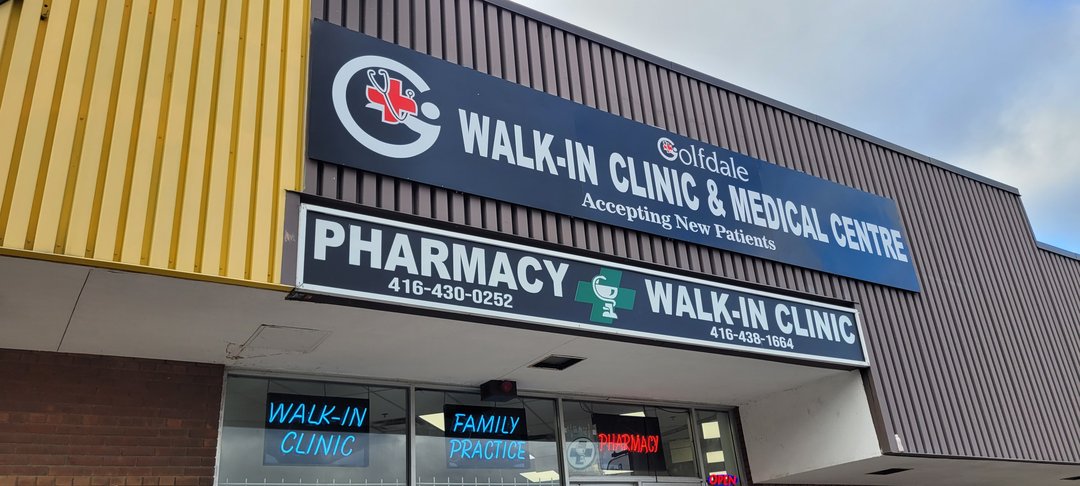 Golfdale
WALK-IN CLINIC & MEDICAL CENTRE
Accepting New Patients
PHARMACY
416-430-0252
WALK-IN CLINIC
416-438-1664
WALK-IN
CLINIC
FAMILY
PRACTICE
PHARMACY
OPEN